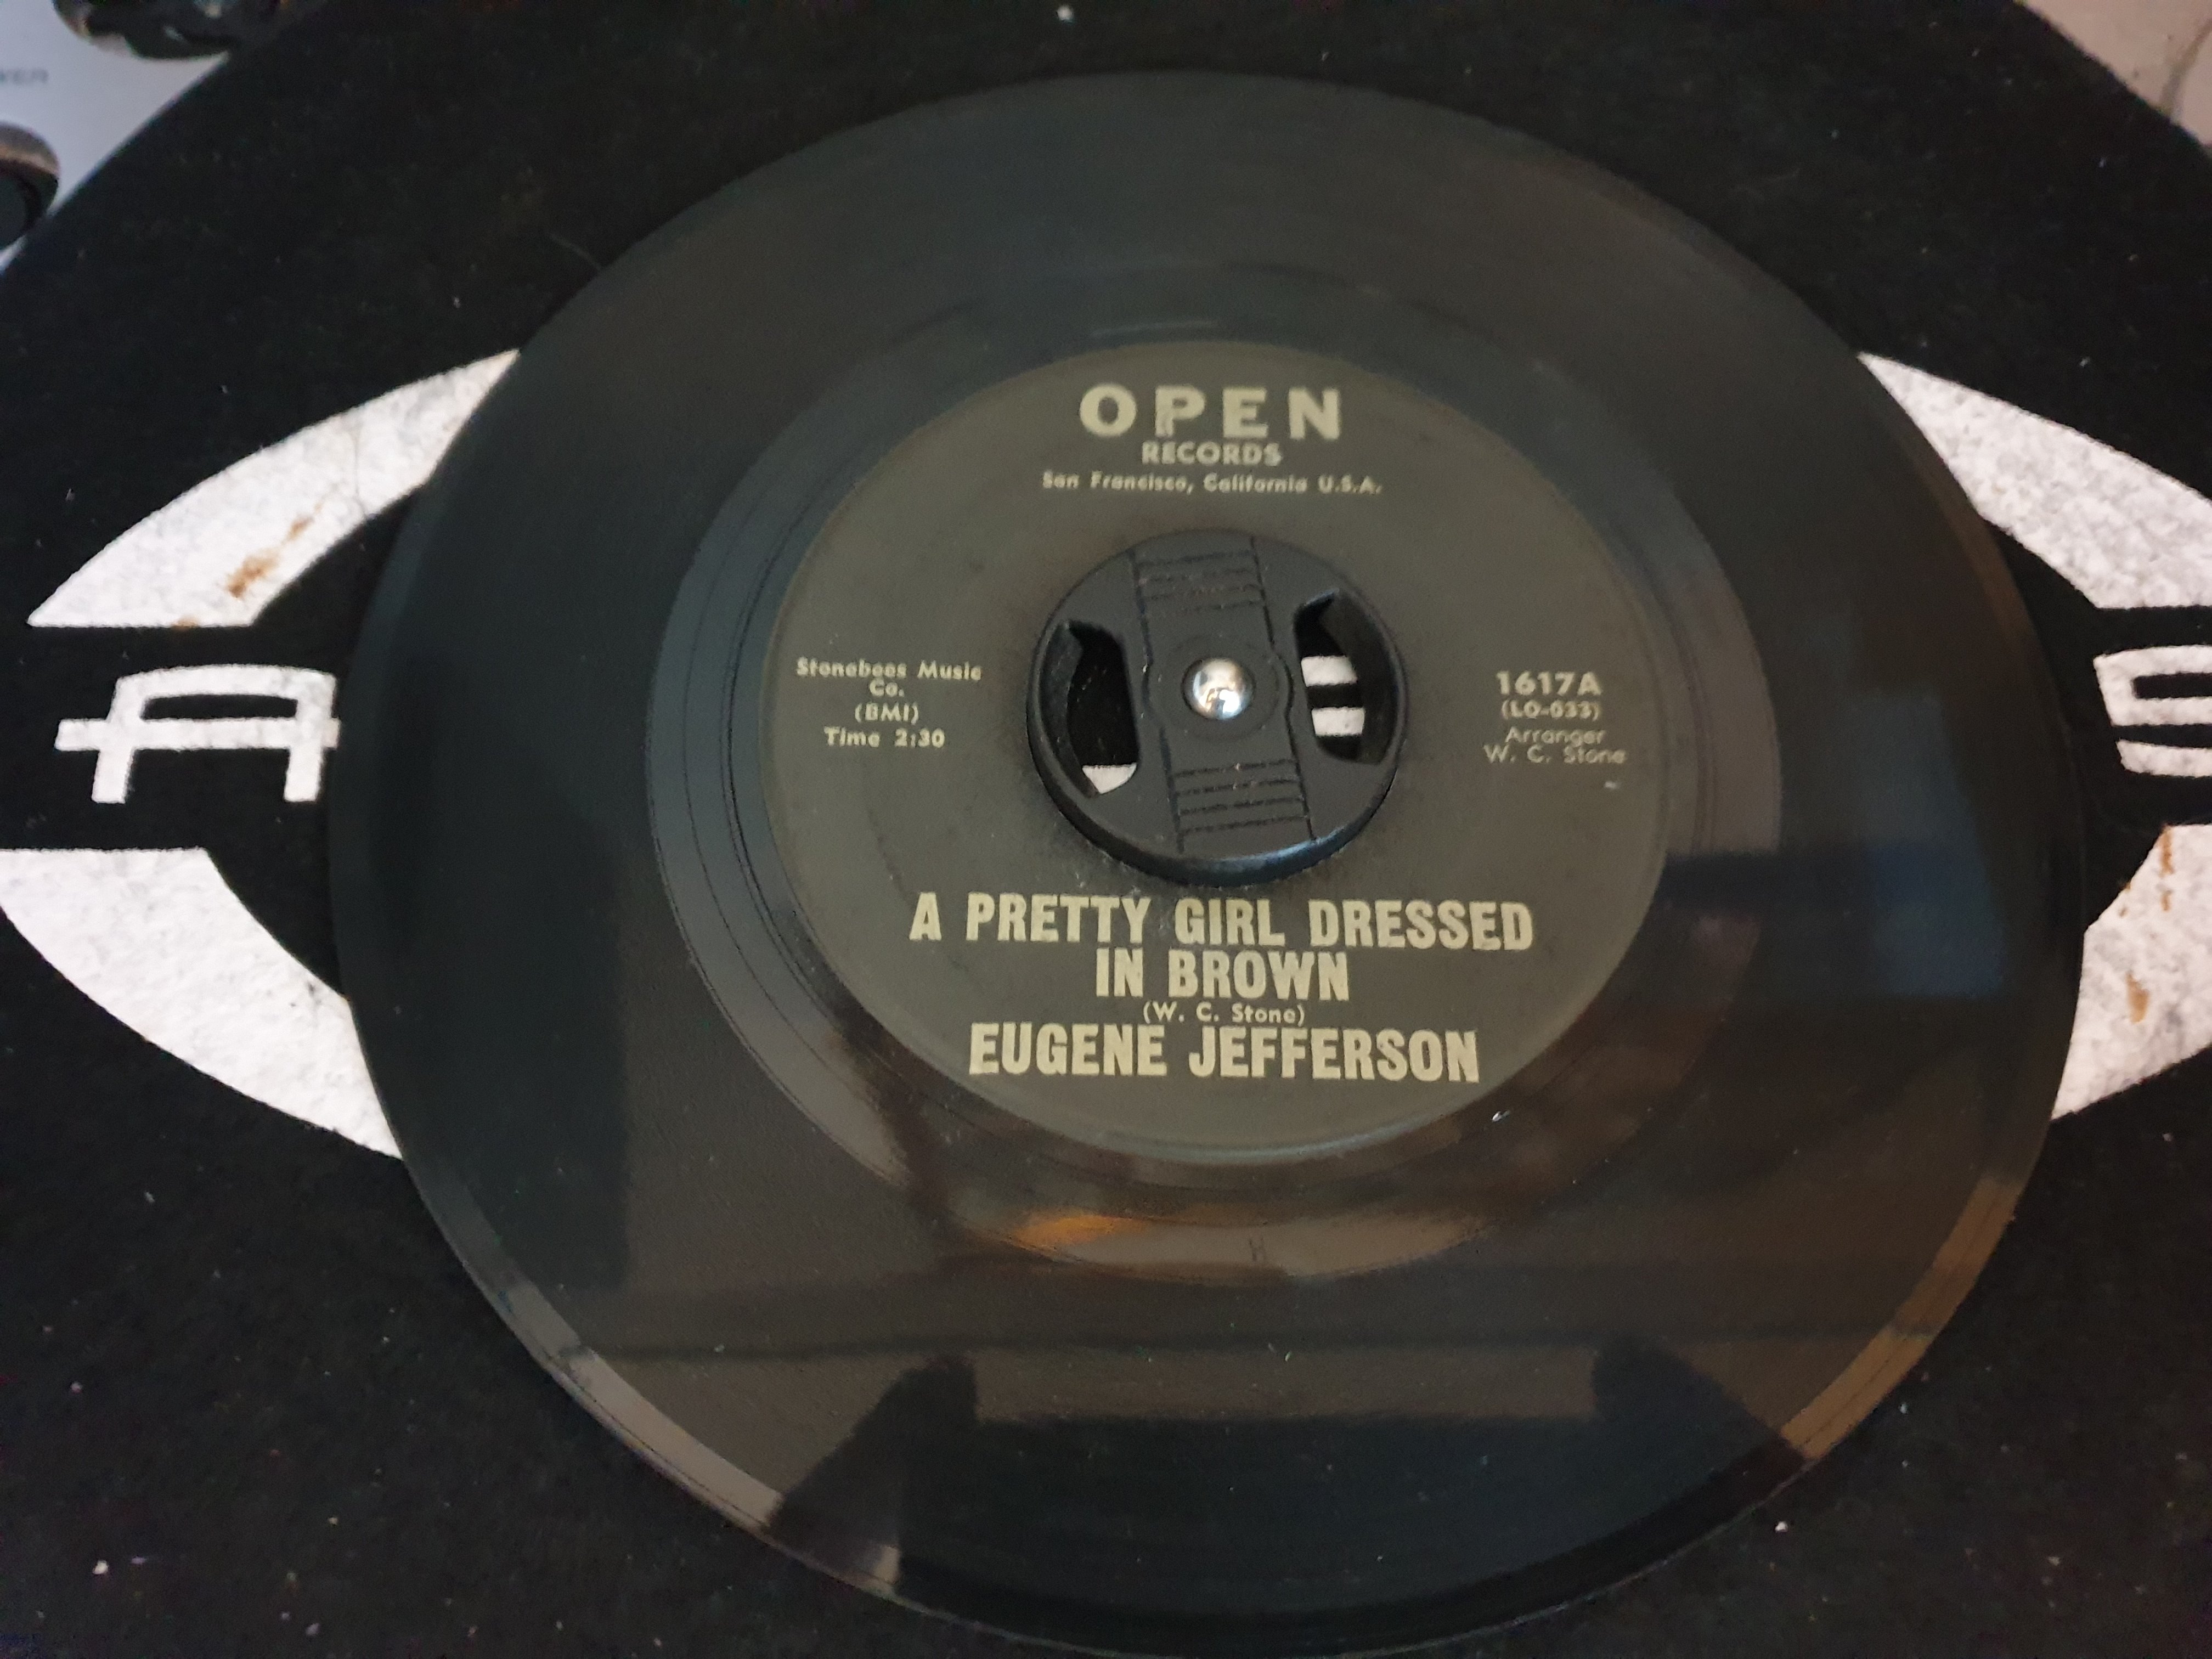 OPEN
RECORDS
San Francisco, California U.S.A.
Stonebees Music
Co.
(BMI)
Time 2:30
1617A
(LO-633)
Arranger
W. C. Stone
A PRETTY GIRL DRESSED
IN BROWN
(W. C. Stone)
EUGENE JEFFERSON
A
S